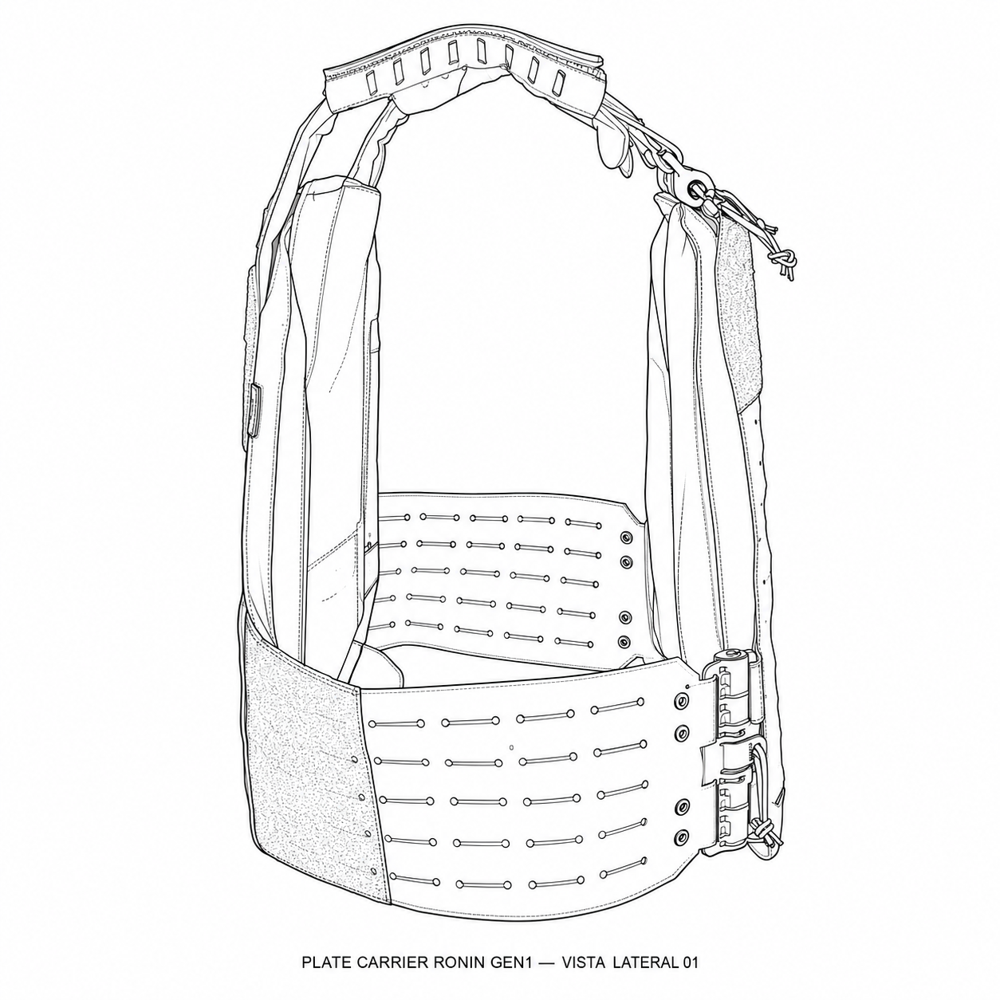 PLATE CARRIER RONIN GEN1 — VISTA LATERAL 01